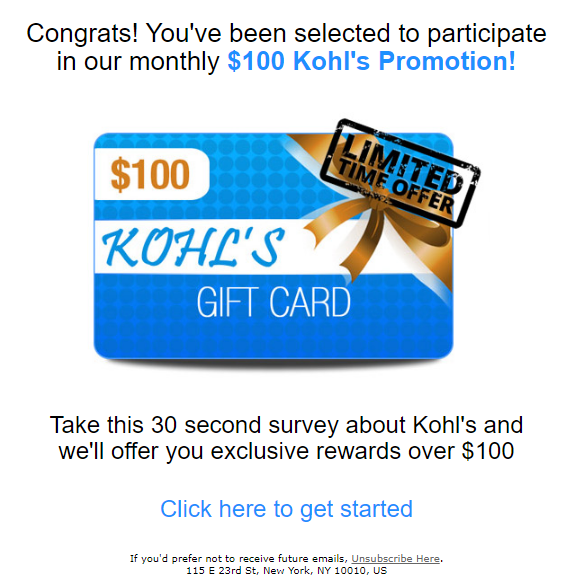 Congrats! You've been selected to participate
in our monthly $100 Kohl's Promotion!
$100
LIMITED
TIME OFFER
KOHL'S
GIFT CARD
Take this 30 second survey about Kohl's and
we'll offer you exclusive rewards over $100
Click here to get started
If you'd prefer not to receive future emails, Unsubscribe Here.
115 E 23rd St, New York, NY 10010, US